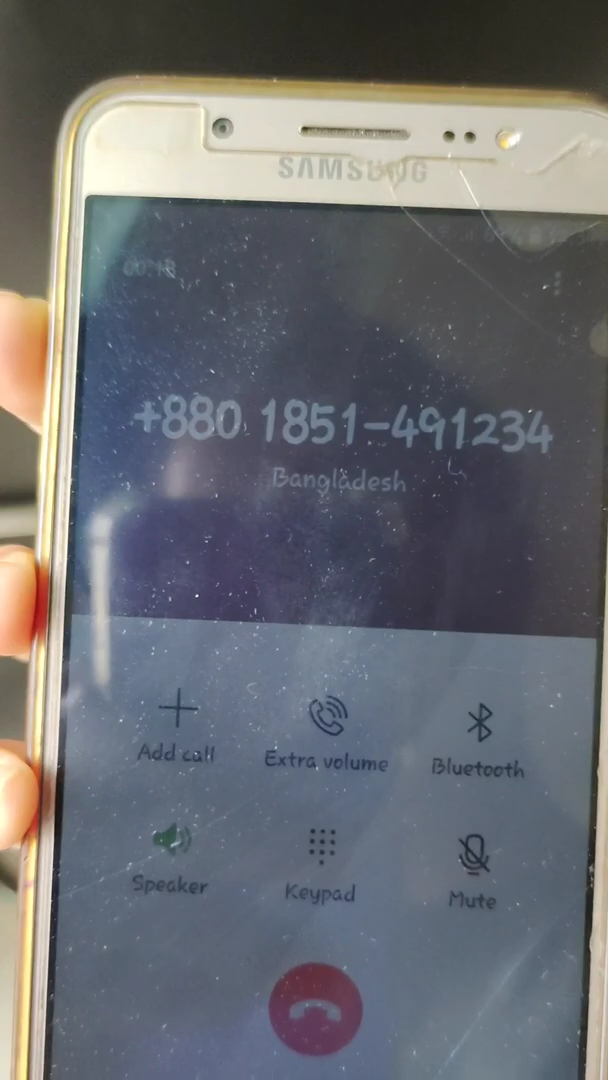 SAMSUNG
00:18
+880 1851-491234
Bangladesh
Add call
Extra volume
Bluetooth
Speaker
Keypad
Mute